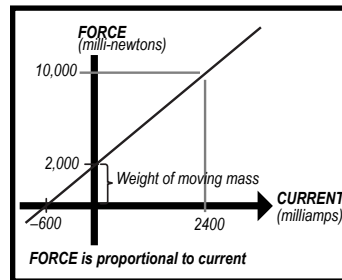 FORCE
(milli-newtons)
10,000
2,000
Weight of moving mass
CURRENT
(milliamps)
–600
2400
FORCE is proportional to current